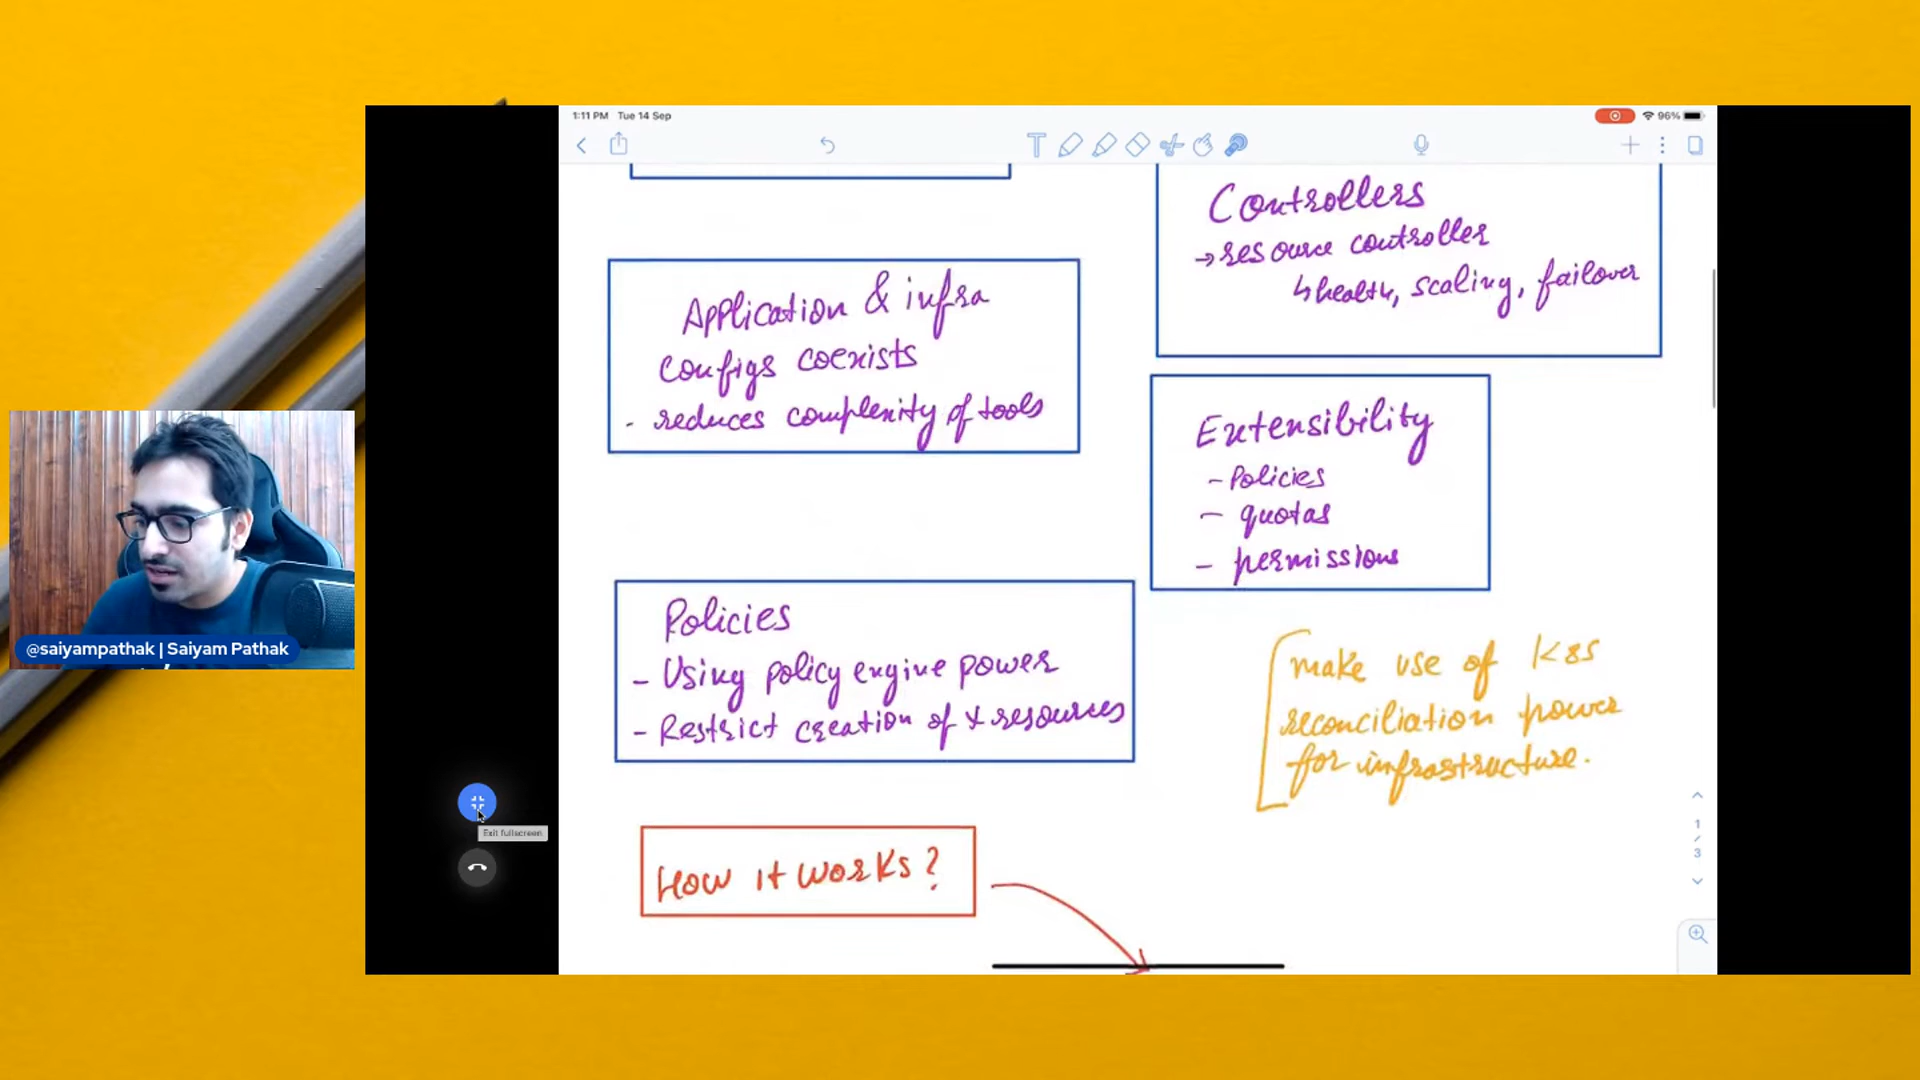 1:11 PM Tue 14 Sep
96%
Controllers
→ resource controller
↳ health, scaling, failover
Application & infra
configs coexists
- reduces complexity of tools
Extensibility
- Policies
- quotas
- permissions
Policies
- Using policy engine power
- Restrict creation of x resources
make use of K8s
reconciliation power
for infrastructure.
How it works?
@saiyampathak | Saiyam Pathak
Exit fullscreen
1
/
3